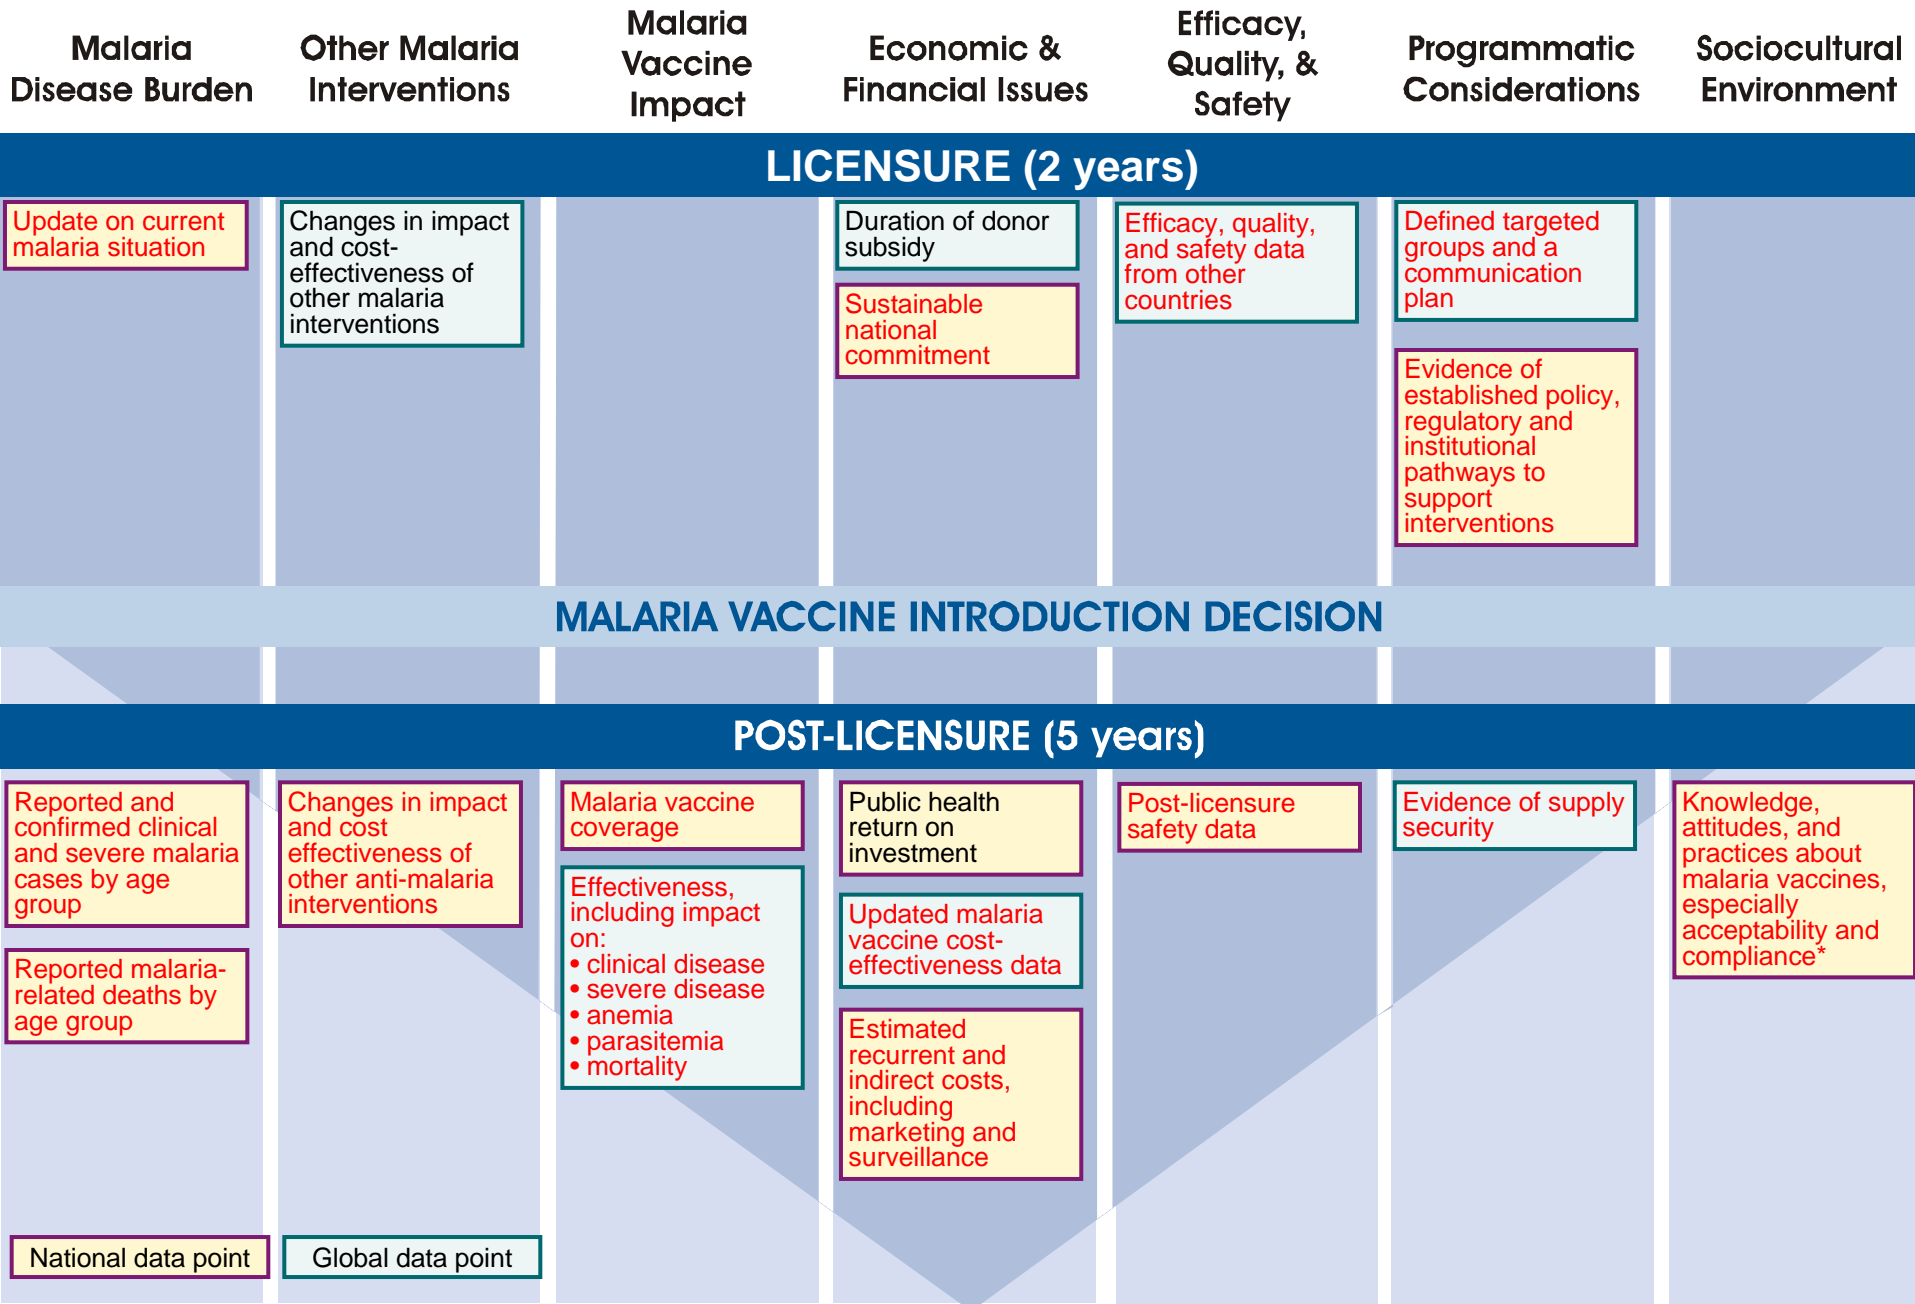 Malaria
Disease Burden
Other Malaria
Interventions
Malaria
Vaccine
Impact
Economic &
Financial Issues
Efficacy,
Quality, &
Safety
Programmatic
Considerations
Sociocultural
Environment
LICENSURE (2 years)
Update on current
malaria situation
Changes in impact
and cost-
effectiveness of
other malaria
interventions
Duration of donor
subsidy
Sustainable
national
commitment
Efficacy, quality,
and safety data
from other
countries
Defined targeted
groups and a
communication
plan
Evidence of
established policy,
regulatory and
institutional
pathways to
support
interventions
MALARIA VACCINE INTRODUCTION DECISION
POST-LICENSURE (5 years)
Reported and
confirmed clinical
and severe malaria
cases by age
group
Reported malaria-
related deaths by
age group
Changes in impact
and cost
effectiveness of
other anti-malaria
interventions
Malaria vaccine
coverage
Effectiveness,
including impact
on:
• clinical disease
• severe disease
• anemia
• parasitemia
• mortality
Public health
return on
investment
Updated malaria
vaccine cost-
effectiveness data
Estimated
recurrent and
indirect costs,
including
marketing and
surveillance
Post-licensure
safety data
Evidence of supply
security
Knowledge,
attitudes, and
practices about
malaria vaccines,
especially
acceptability and
compliance*
National data point
Global data point